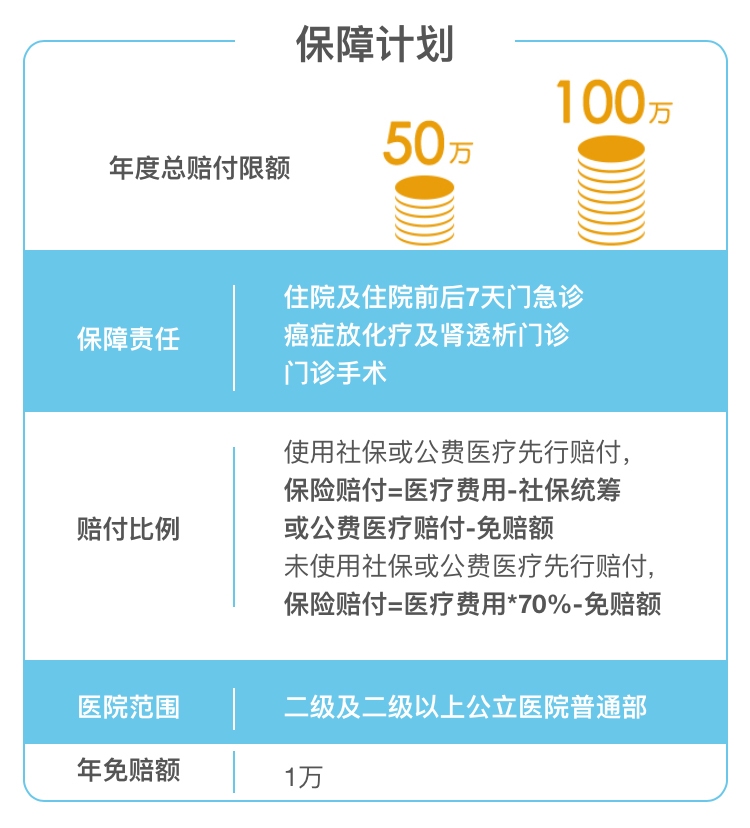 保障计划
年度总赔付限额
50万
100万
保障责任
住院及住院前后7天门急诊
癌症放化疗及肾透析门诊
门诊手术
赔付比例
使用社保或公费医疗先行赔付,
保险赔付=医疗费用-社保统筹
或公费医疗赔付-免赔额
未使用社保或公费医疗先行赔付,
保险赔付=医疗费用*70%-免赔额
医院范围
二级及二级以上公立医院普通部
年免赔额
1万